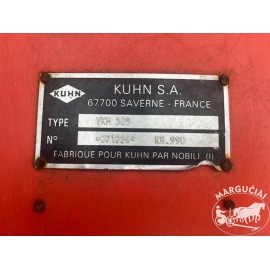 KUHN
KUHN S.A.
67700 SAVERNE - FRANCE
TYPE VKM 305
N° KG.990
FABRIQUE POUR KUHN PAR NOBILI (I)
MARGUČIAI